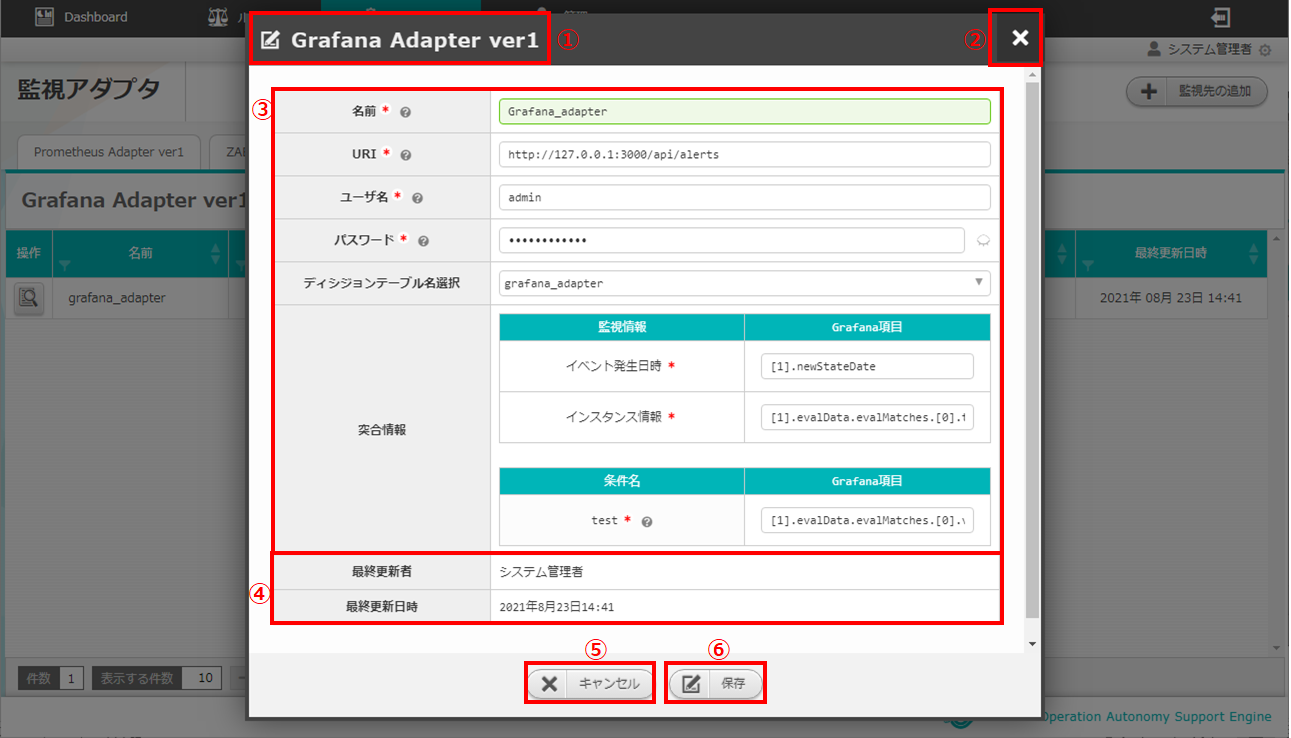 Dashboard
Grafana Adapter ver1
①
②
システム管理者
監視アダプタ
監視先の追加
Prometheus Adapter ver1
Grafana Adapter ver1
操作
名前
最終更新日時
grafana_adapter
2021年 08月 23日 14:41
③
名前 * ?
Grafana_adapter
URI * ?
http://127.0.0.1:3000/api/alerts
ユーザ名 * ?
admin
パスワード * ?
••••••••••••
ディシジョンテーブル名選択
grafana_adapter
突合情報
監視情報
Grafana項目
イベント発生日時 *
[1].newStateDate
インスタンス情報 *
[1].evalData.evalMatches.[0].
条件名
Grafana項目
test * ?
[1].evalData.evalMatches.[0].
④
最終更新者
システム管理者
最終更新日時
2021年8月23日14:41
⑤
⑥
キャンセル
保存
件数 1
表示する件数 10
Operation Autonomy Support Engine